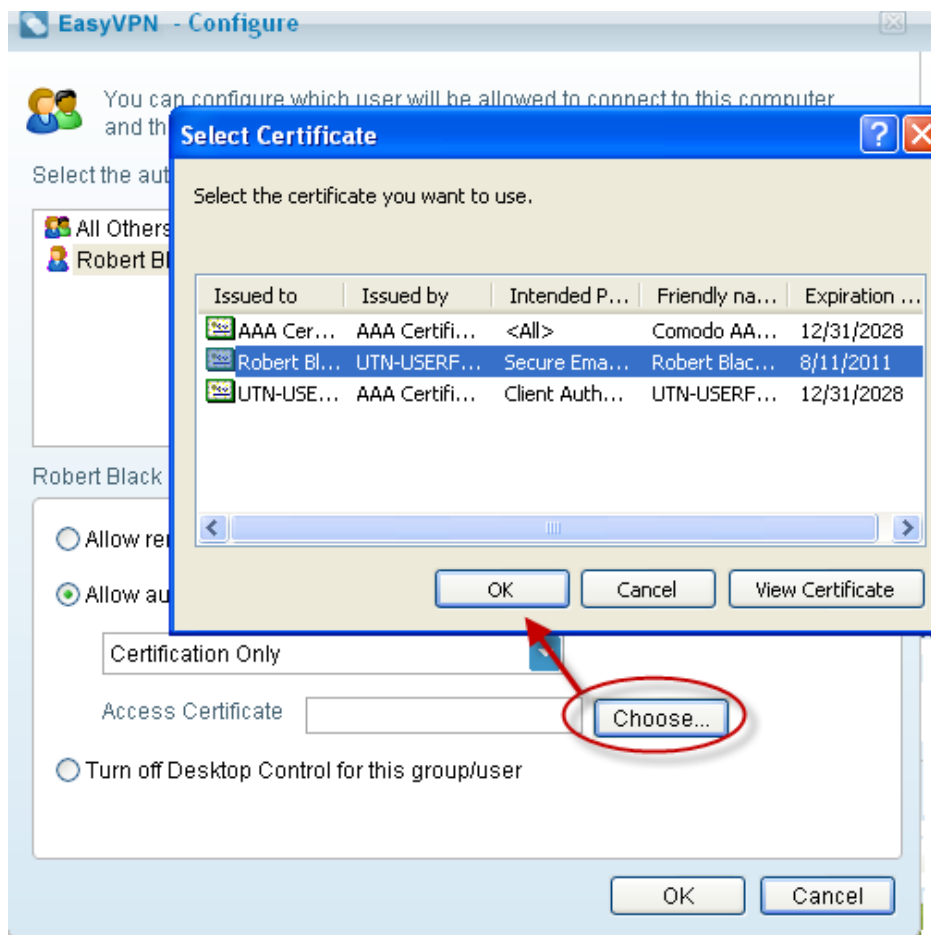 EasyVPN - Configure
You can configure which user will be allowed to connect to this computer
and th
Select the aut
All Others
Robert Bl
Select Certificate
Select the certificate you want to use.
Issued to Issued by Intended P... Friendly na... Expiration ...
AAA Cer... AAA Certifi... <All> Comodo AA... 12/31/2028
Robert Bl... UTN-USERF... Secure Ema... Robert Blac... 8/11/2011
UTN-USE... AAA Certifi... Client Auth... UTN-USERF... 12/31/2028
OK Cancel View Certificate
Robert Black
Allow rei
Allow au
Certification Only
Access Certificate Choose...
Turn off Desktop Control for this group/user
OK Cancel